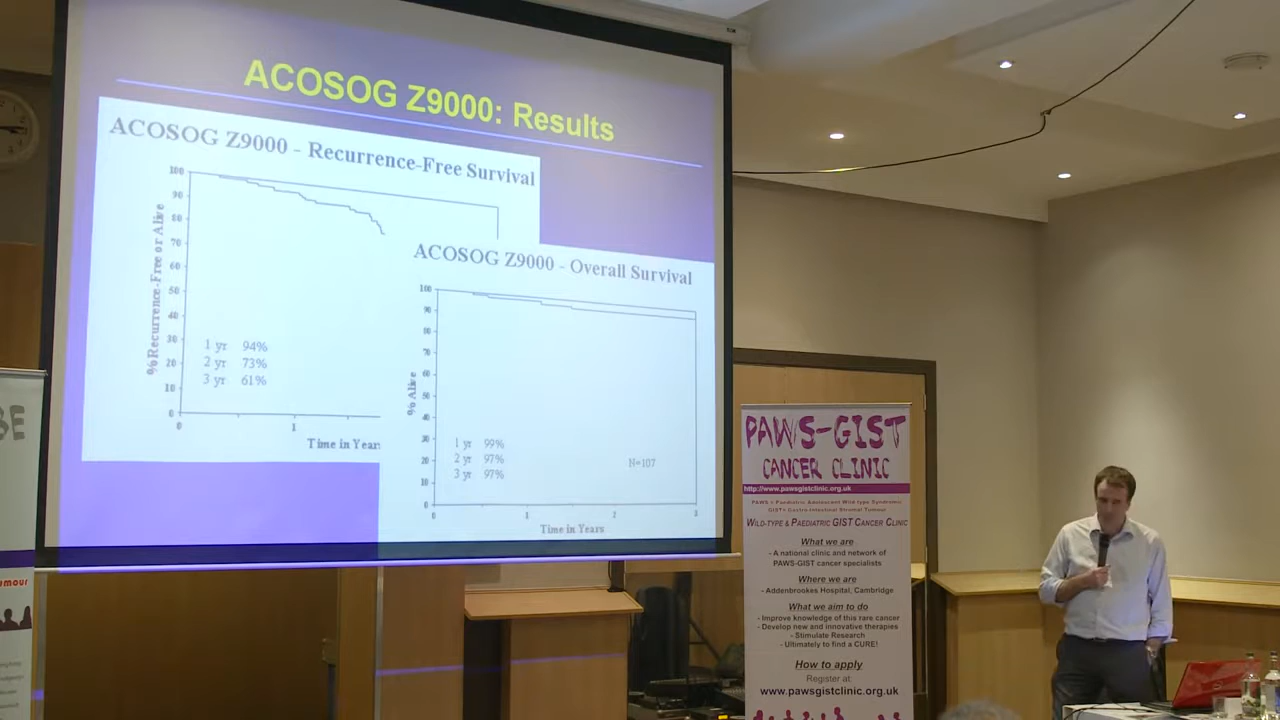 ACOSOG Z9000: Results
ACOSOG Z9000 - Recurrence-Free Survival
% Recurrence-Free or Alive
100
90
80
70
60
50
40
30
20
10
0
1 yr 94%
2 yr 73%
3 yr 61%
0
1
Time in Years
ACOSOG Z9000 - Overall Survival
% Alive
100
90
80
70
60
50
40
30
20
10
0
1 yr 99%
2 yr 97%
3 yr 97%
N=107
0
1
2
3
Time in Years
BE
umour
PAWS-GIST
CANCER CLINIC
http://www.pawsgistclinic.org.uk
PAWS = Paediatric Adolescent Wild-type Syndromic
GIST= Gastro-Intestinal Stromal Tumour
WILD-TYPE & PAEDIATRIC GIST CANCER CLINIC
What we are
- A national clinic and network of
PAWS-GIST cancer specialists
Where we are
- Addenbrookes Hospital, Cambridge
What we aim to do
- Improve knowledge of this rare cancer
- Develop new and innovative therapies
- Stimulate Research
- Ultimately to find a CURE!
How to apply
Register at
www.pawsgistclinic.org.uk